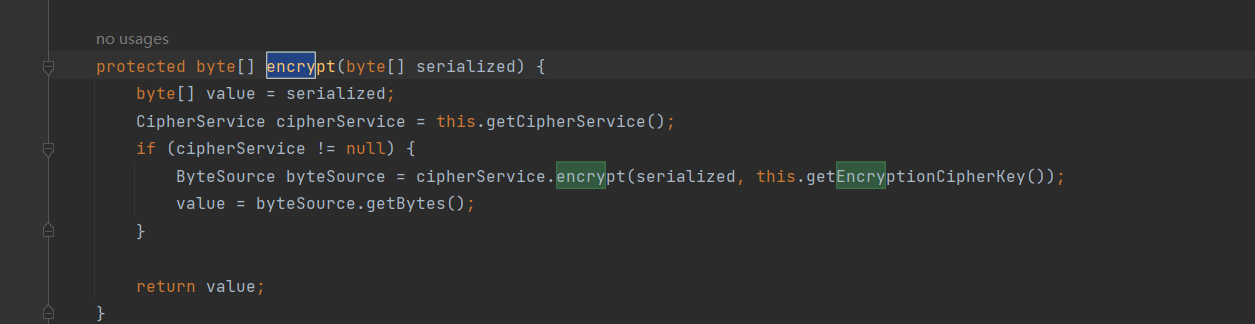 no usages
protected byte[] encrypt(byte[] serialized) {
byte[] value = serialized;
CipherService cipherService = this.getCipherService();
if (cipherService != null) {
ByteSource byteSource = cipherService.encrypt(serialized, this.getEncryptionCipherKey());
value = byteSource.getBytes();
}
return value;
}